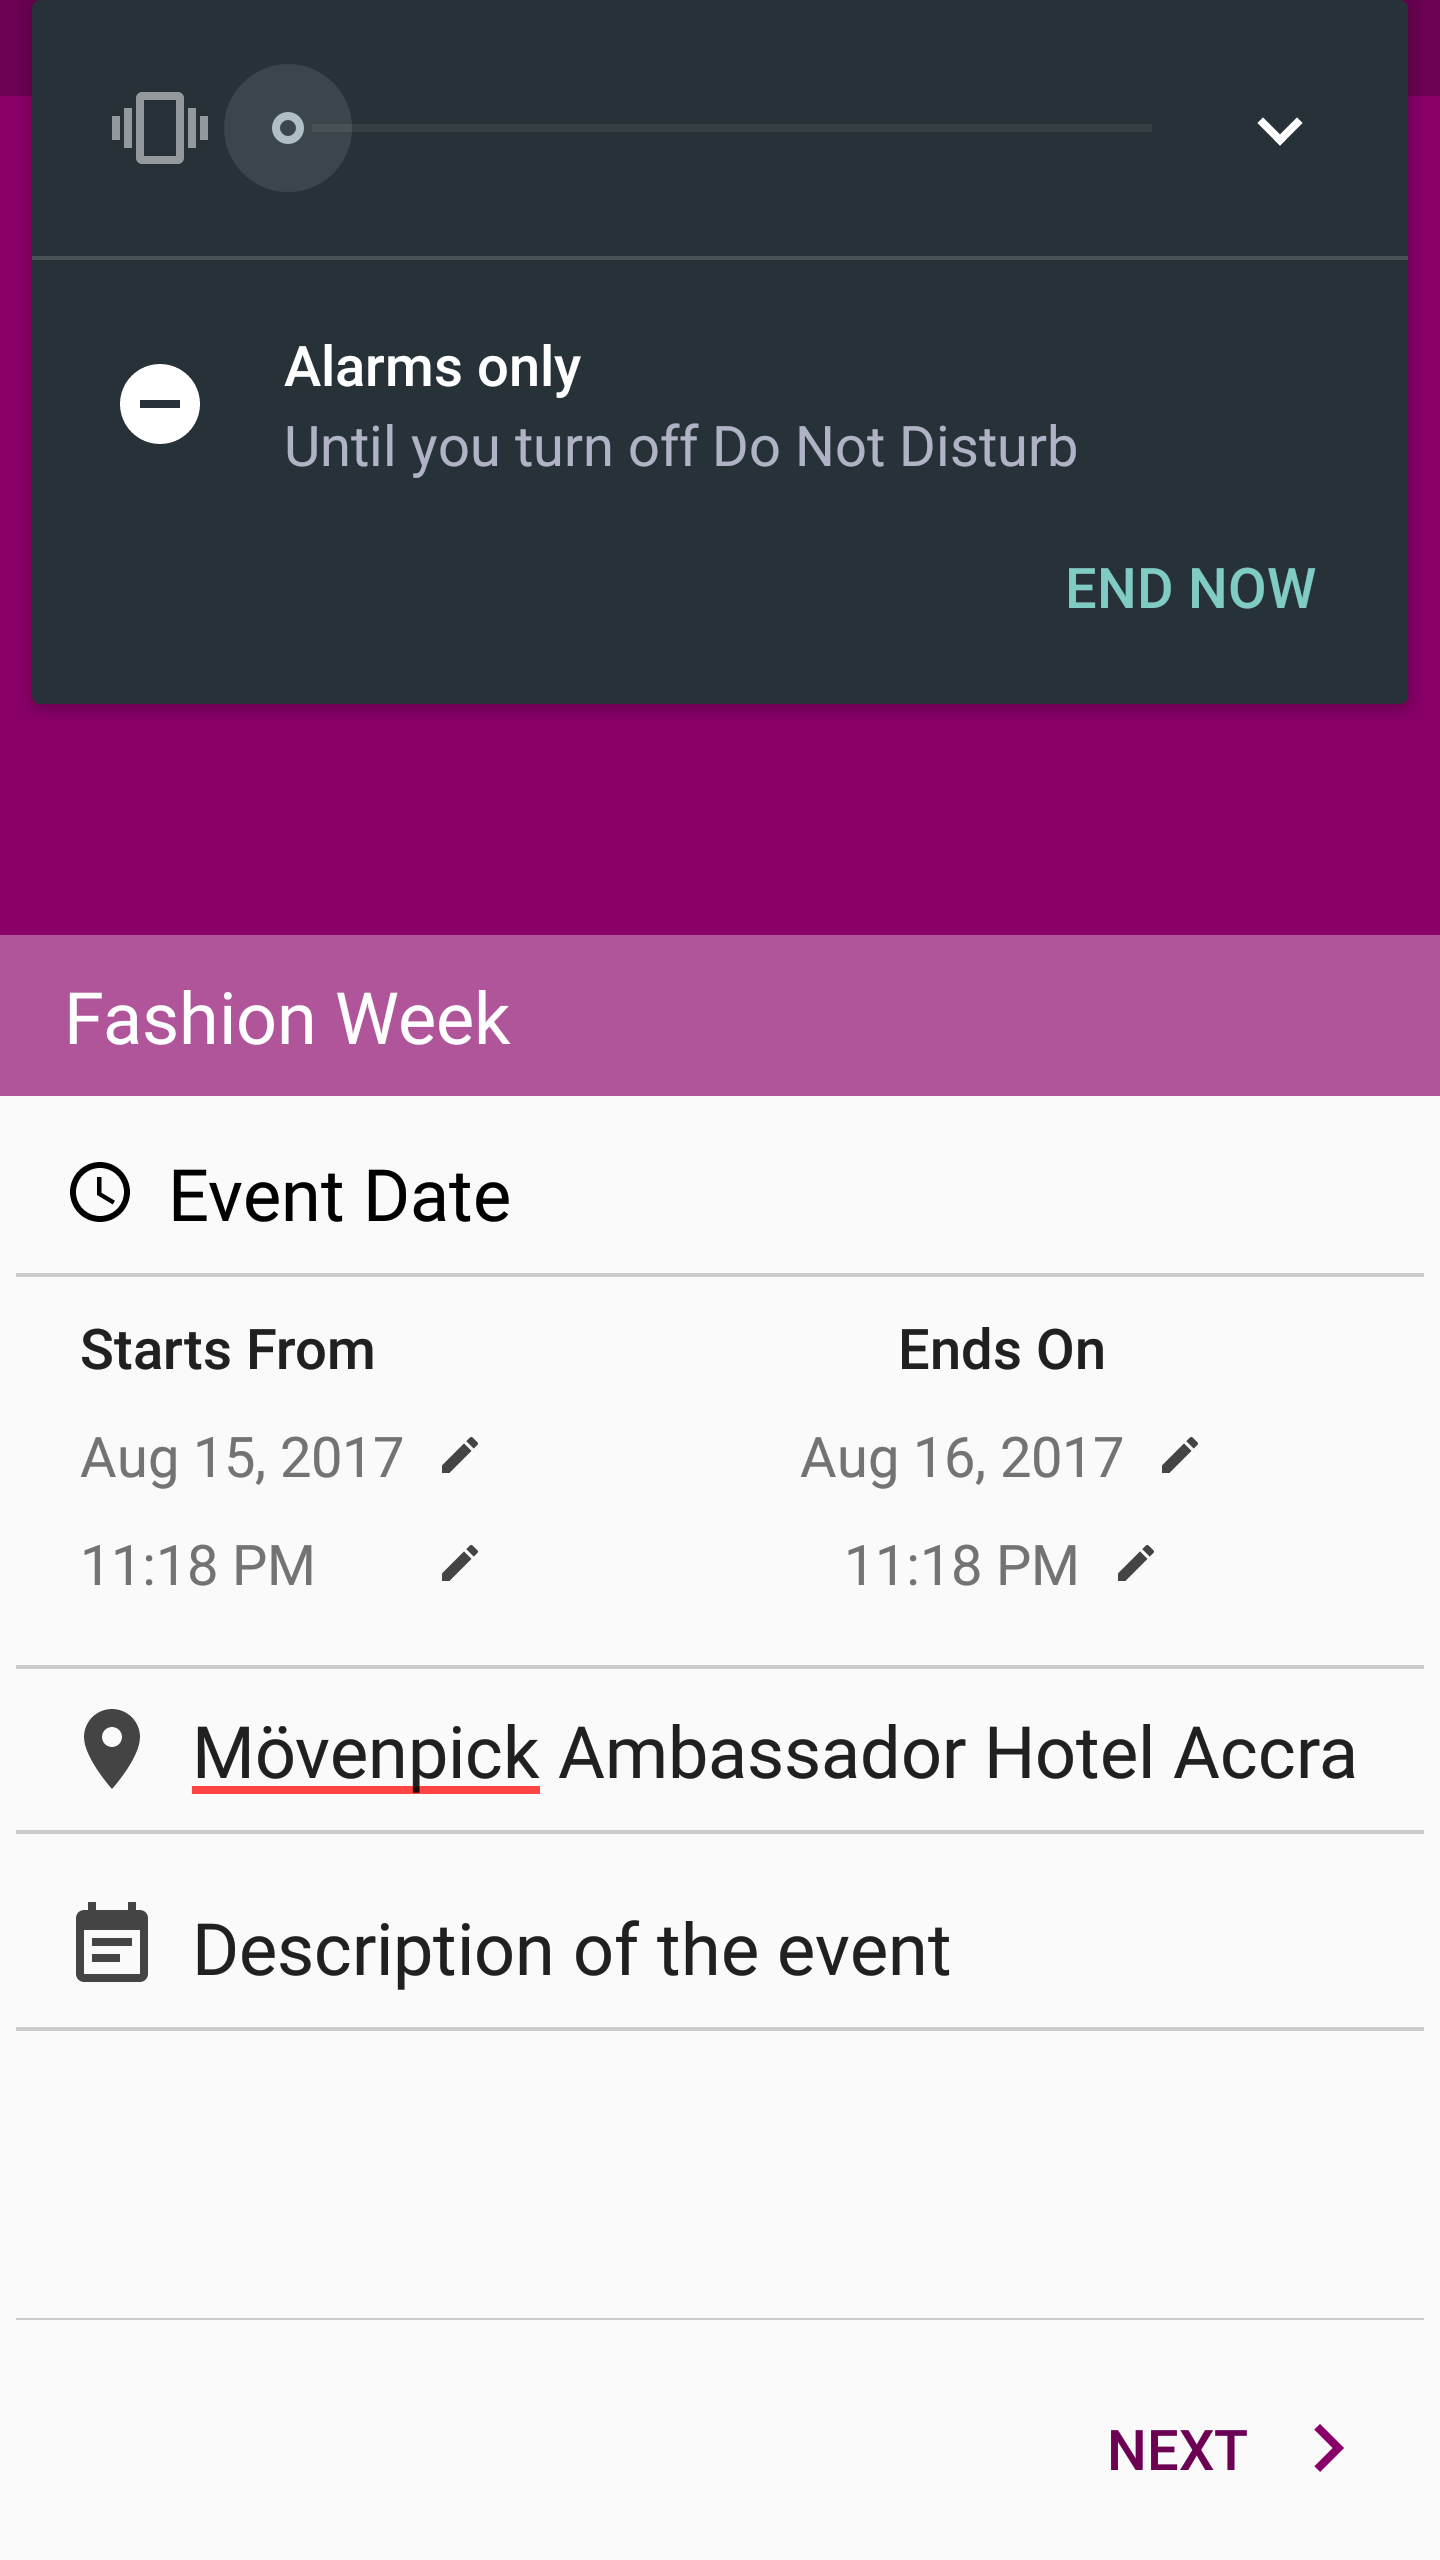 Alarms only
Until you turn off Do Not Disturb
END NOW
Fashion Week
Event Date
Starts From
Ends On
Aug 15, 2017
Aug 16, 2017
11:18 PM
11:18 PM
Mövenpick Ambassador Hotel Accra
Description of the event
NEXT